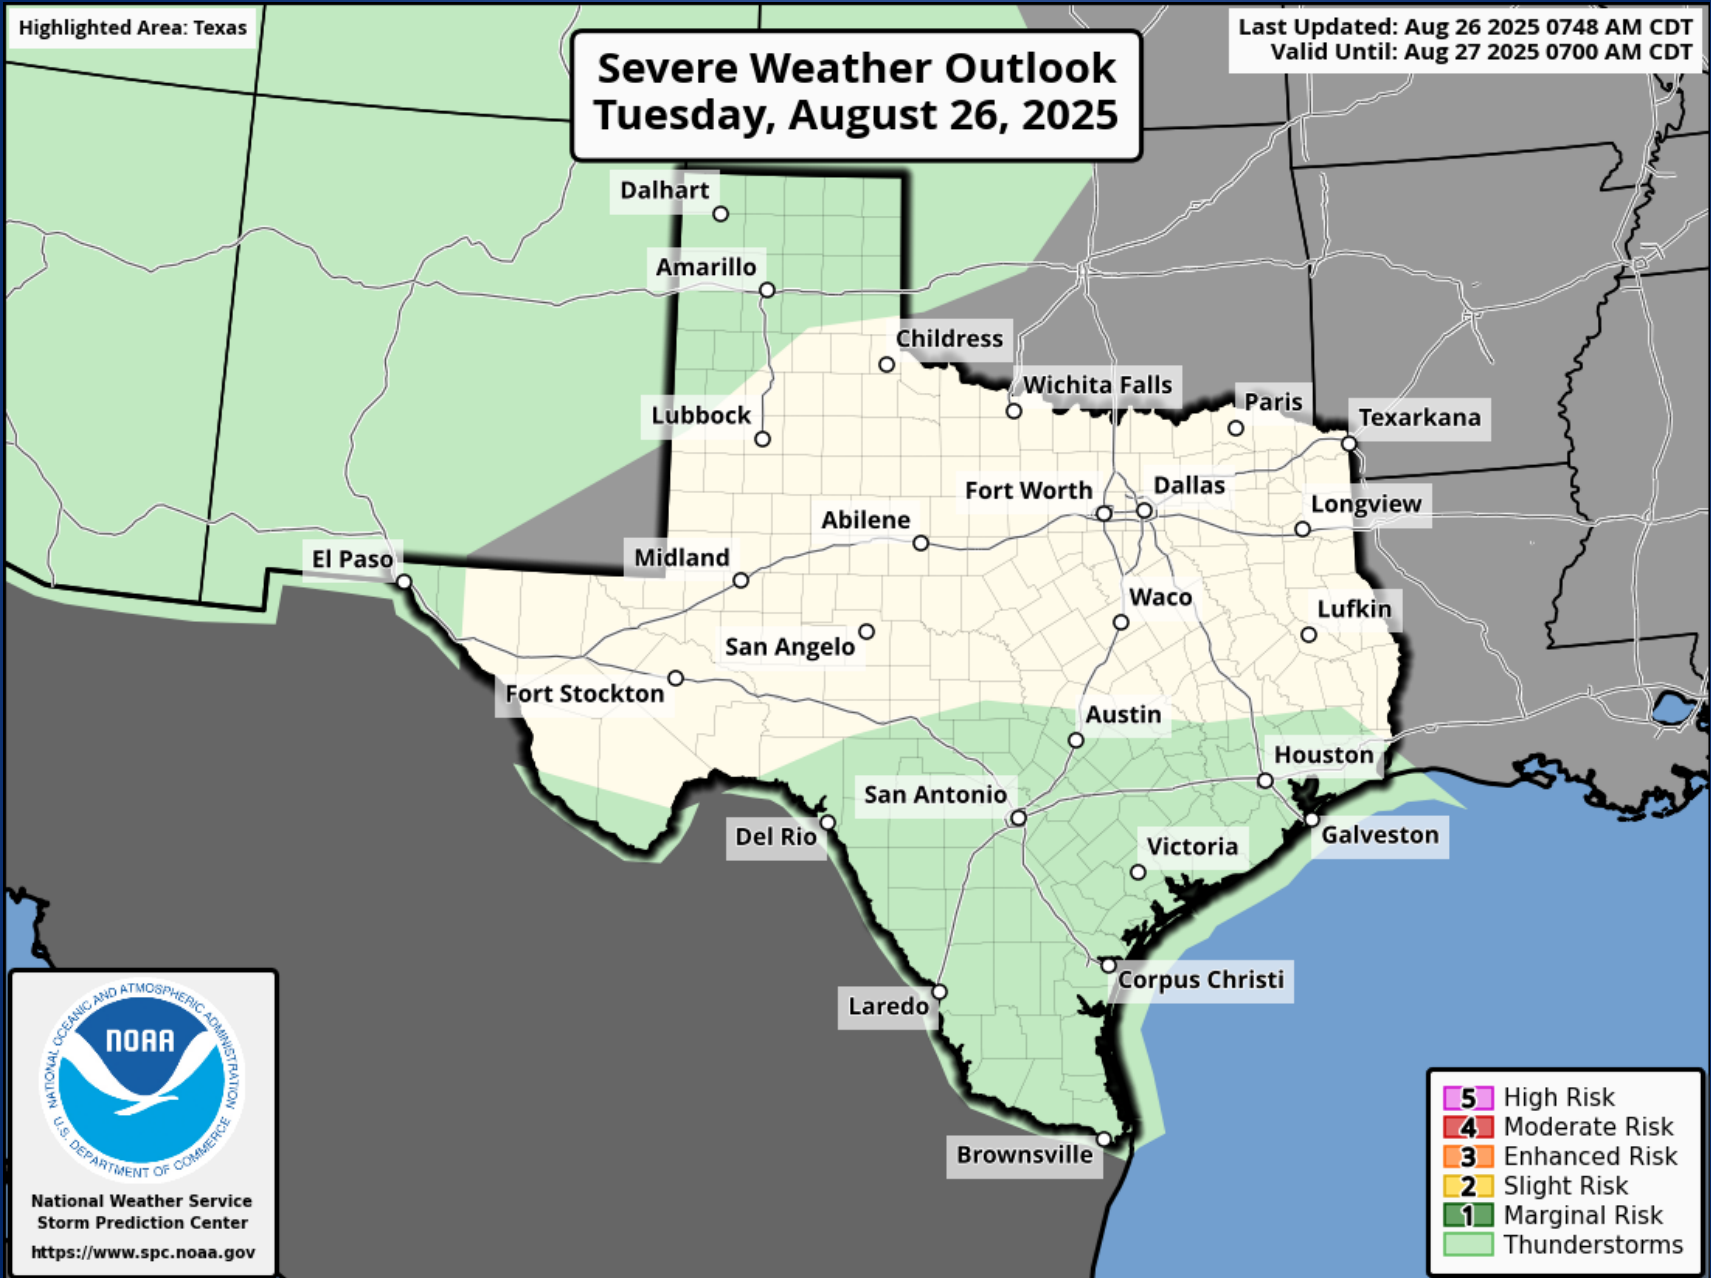 Highlighted Area: Texas
Severe Weather Outlook
Tuesday, August 26, 2025
Last Updated: Aug 26 2025 0748 AM CDT
Valid Until: Aug 27 2025 0700 AM CDT
Dalhart
Amarillo
Childress
Wichita Falls
Paris
Texarkana
Lubbock
Fort Worth
Dallas
Longview
Abilene
El Paso
Midland
Waco
Lufkin
San Angelo
Fort Stockton
Austin
Houston
San Antonio
Del Rio
Galveston
Victoria
Corpus Christi
Laredo
Brownsville
NATIONAL OCEANIC AND ATMOSPHERIC ADMINISTRATION
NOAA
U.S. DEPARTMENT OF COMMERCE
National Weather Service
Storm Prediction Center
https://www.spc.noaa.gov
5 High Risk
4 Moderate Risk
3 Enhanced Risk
2 Slight Risk
1 Marginal Risk
Thunderstorms